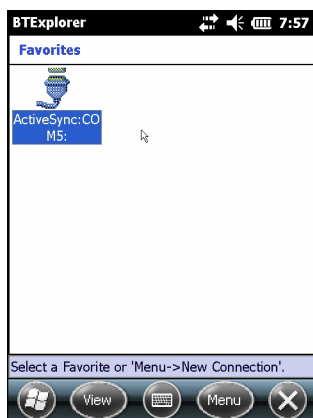 BTExplorer 7:57
Favorites
ActiveSync:CO
M5:
Select a Favorite or 'Menu->New Connection'.
View Menu